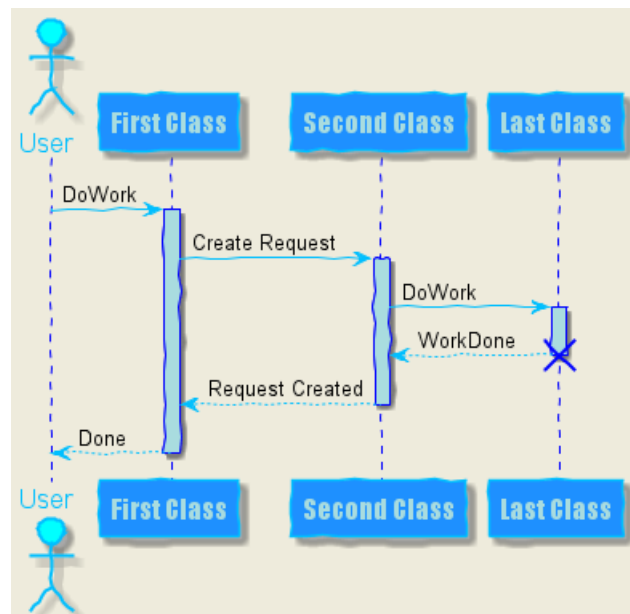 User
First Class
Second Class
Last Class
DoWork
Create Request
DoWork
WorkDone
Request Created
Done
User
First Class
Second Class
Last Class